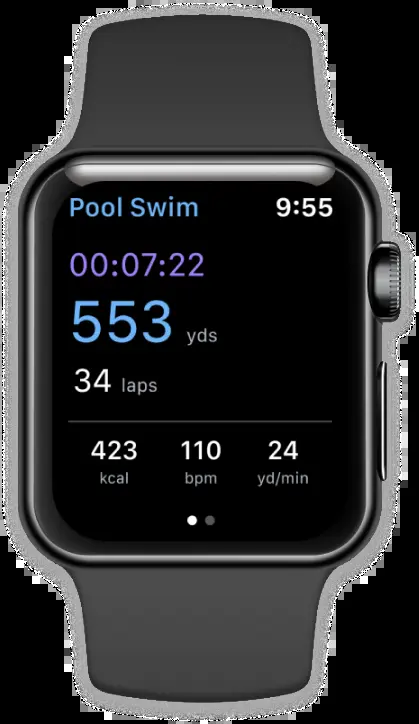 Pool Swim 9:55
00:07:22
553 yds
34 laps
423 110 24
kcal bpm yd/min